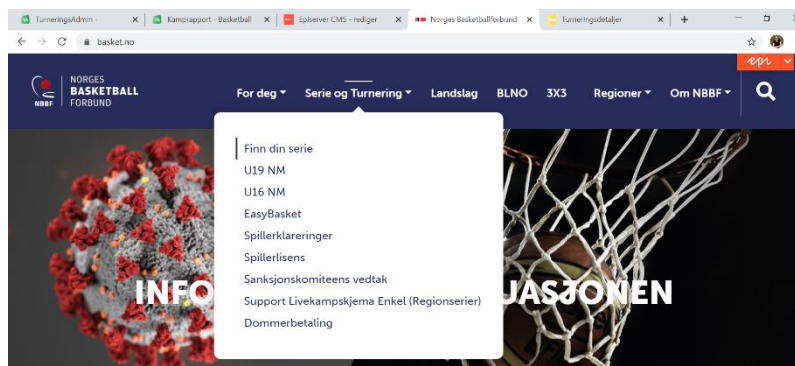 TurneringsAdmin -
Kamprapport - Basketball
Episerver CMS - rediger
Norges Basketballforbund
Turneringsdetaljer
basket.no
epi
NBBF
NORGES
BASKETBALL
FORBUND
For deg
Serie og Turnering
Landslag
BLNO
3X3
Regioner
Om NBBF
Finn din serie
U19 NM
U16 NM
EasyBasket
Spillerklareringer
Spillerlisens
Sanksjonskomiteens vedtak
Support Livekampskjema Enkel (Regionserier)
Dommerbetaling
INFO
JASJONEN